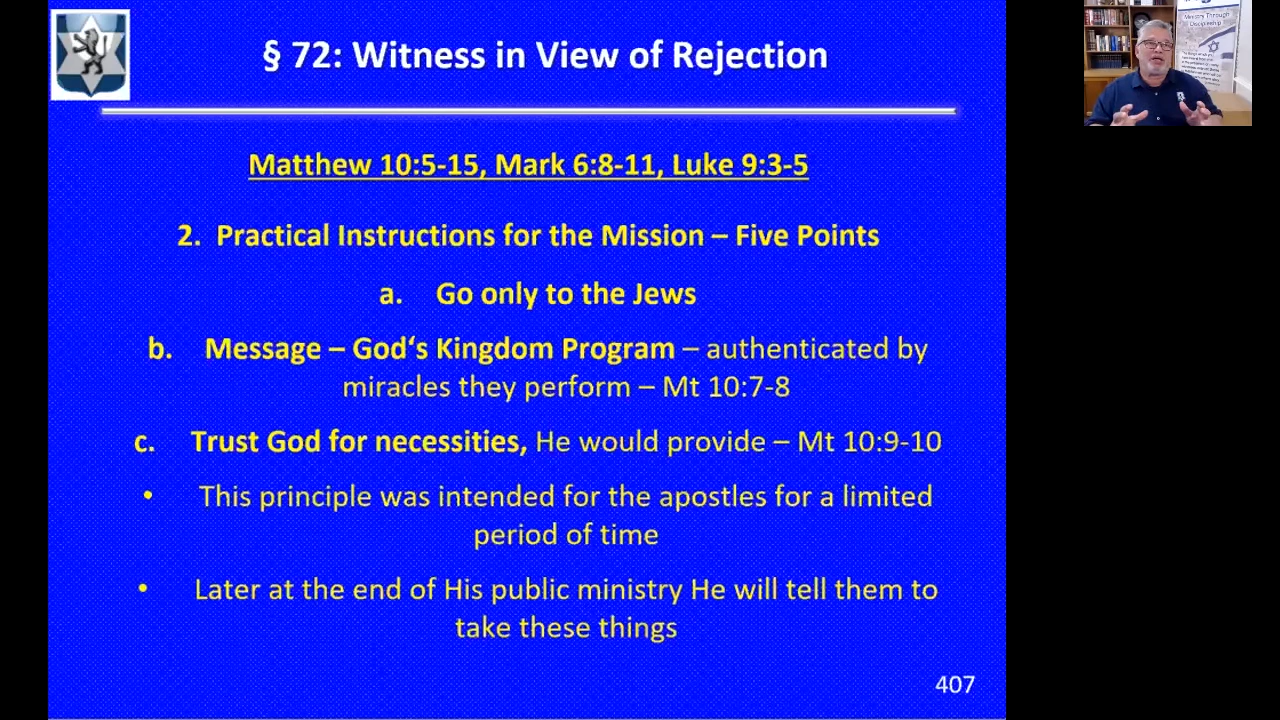 § 72: Witness in View of Rejection
Matthew 10:5-15, Mark 6:8-11, Luke 9:3-5
2. Practical Instructions for the Mission – Five Points
a. Go only to the Jews
b. Message – God‘s Kingdom Program – authenticated by
miracles they perform – Mt 10:7-8
c. Trust God for necessities, He would provide – Mt 10:9-10
• This principle was intended for the apostles for a limited
period of time
• Later at the end of His public ministry He will tell them to
take these things
407
Ministry Through
Discipleship